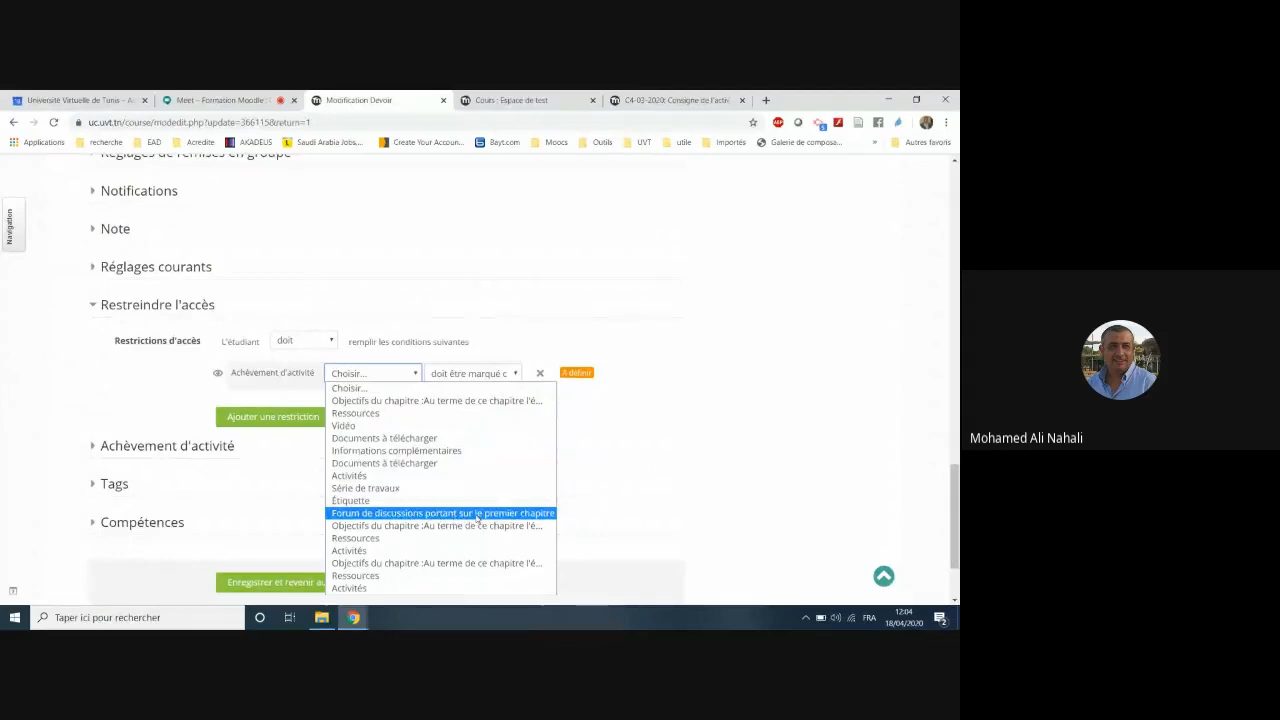 Université Virtuelle de Tunis – A
Meet – Formation Moodle :
Modification Devoir
Cours : Espace de test
C4-03-2020: Consigne de l'acti
uc.uvt.tn/course/modedit.php?update=366115&return=1
Applications
recherche
EAD
Acredite
AKADEUS
Saudi Arabia Jobs,...
Create Your Accoun...
Bayt.com
Moocs
Outils
UVT
utile
Importés
Galerie de composa...
»
Autres favoris
Réglages de remises en groupe
Navigation
Notifications
Note
Réglages courants
Restreindre l'accès
Restrictions d'accès L'étudiant doit remplir les conditions suivantes
Achèvement d'activité Choisir... doit être marqué c À définir
Choisir...
Objectifs du chapitre :Au terme de ce chapitre l'é...
Ressources
Vidéo
Documents à télécharger
Informations complémentaires
Documents à télécharger
Activités
Série de travaux
Étiquette
Forum de discussions portant sur le premier chapitre
Objectifs du chapitre :Au terme de ce chapitre l'é...
Ressources
Activités
Objectifs du chapitre :Au terme de ce chapitre l'é...
Ressources
Activités
Ajouter une restriction
Achèvement d'activité
Tags
Compétences
Enregistrer et revenir au
Taper ici pour rechercher
FRA
12:04
18/04/2020
Mohamed Ali Nahali